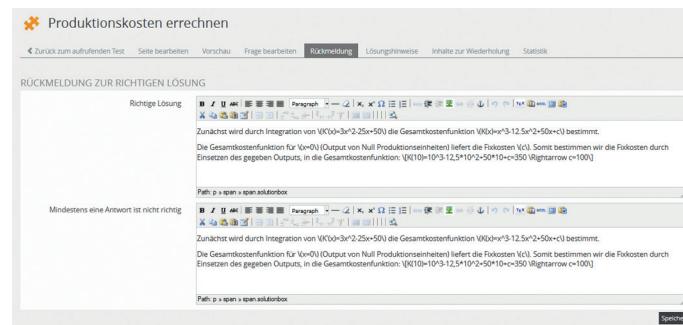 Produktionskosten errechnen
Zurück zum aufrufenden Test Seite bearbeiten Vorschau Frage bearbeiten Rückmeldung Lösungshinweise Inhalte zur Wiederholung Statistik
RÜCKMELDUNG ZUR RICHTIGEN LÖSUNG
Richtige Lösung
B I U ABC Paragraph
Zunächst wird durch Integration von \(K'(x)=3x^2-25x+50\) die Gesamtkostenfunktion \(K(x)=x^3-12.5x^2+50x+c\) bestimmt.
Die Gesamtkostenfunktion für \(x=0\) (Output von Null Produktionseinheiten) liefert die Fixkosten \(c\). Somit bestimmen wir die Fixkosten durch
Einsetzen des gegeben Outputs, in die Gesamtkostenfunktion: \[K(10)=10^3-12,5*10^2+50*10+c=350 \Rightarrow c=100\]
Path: p » span » span.solutionbox
Mindestens eine Antwort ist nicht richtig
B I U ABC Paragraph
Zunächst wird durch Integration von \(K'(x)=3x^2-25x+50\) die Gesamtkostenfunktion \(K(x)=x^3-12.5x^2+50x+c\) bestimmt.
Die Gesamtkostenfunktion für \(x=0\) (Output von Null Produktionseinheiten) liefert die Fixkosten \(c\). Somit bestimmen wir die Fixkosten durch
Einsetzen des gegeben Outputs, in die Gesamtkostenfunktion: \[K(10)=10^3-12,5*10^2+50*10+c=350 \Rightarrow c=100\]
Path: p » span » span.solutionbox
Speiche